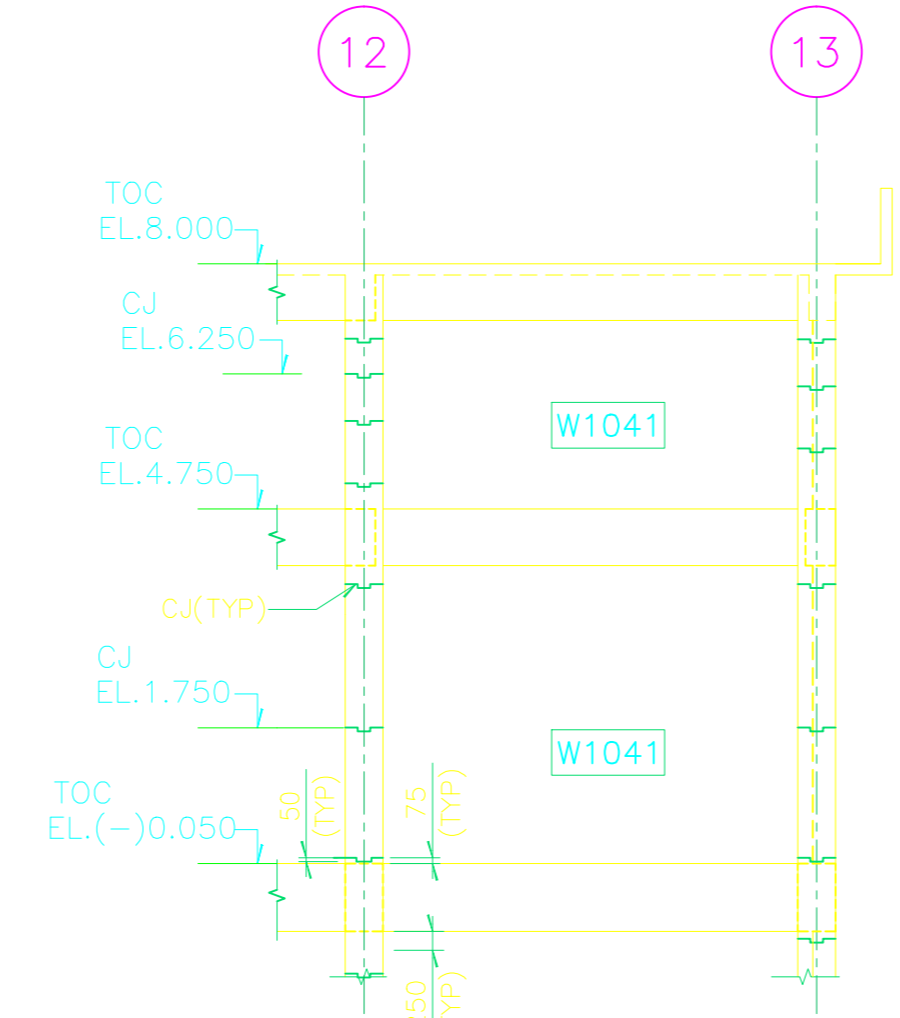 12
13
TOC
EL.8.000
CJ
EL.6.250
W1041
TOC
EL.4.750
CJ(TYP)
CJ
EL.1.750
W1041
TOC
EL.(-)0.050
50
(TYP)
75
(TYP)